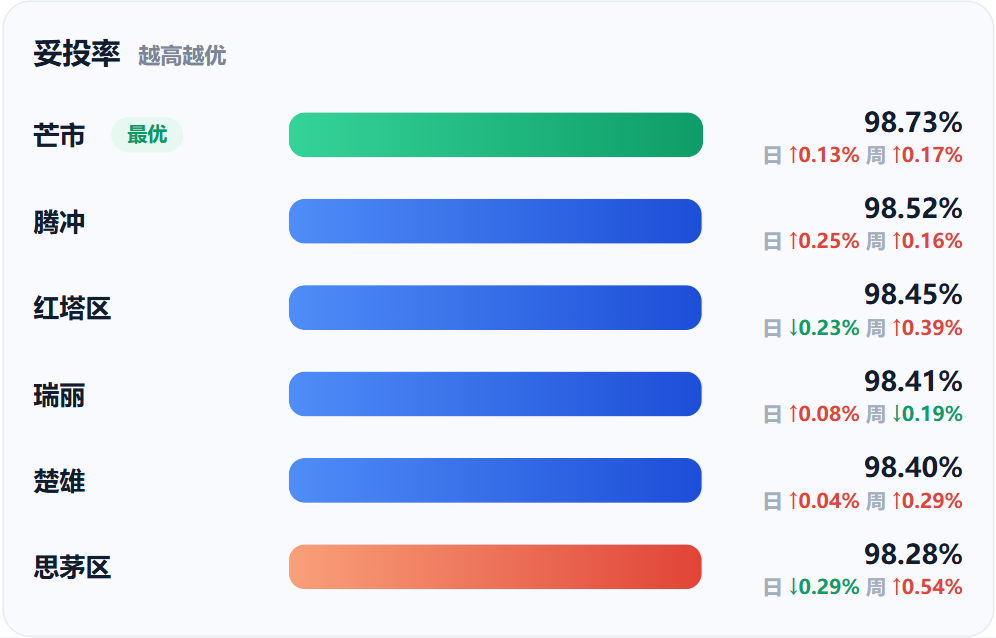 妥投率 越高越优
芒市 最优 98.73%
日 ↑0.13% 周 ↑0.17%
腾冲 98.52%
日 ↑0.25% 周 ↑0.16%
红塔区 98.45%
日 ↓0.23% 周 ↑0.39%
瑞丽 98.41%
日 ↑0.08% 周 ↓0.19%
楚雄 98.40%
日 ↑0.04% 周 ↑0.29%
思茅区 98.28%
日 ↓0.29% 周 ↑0.54%